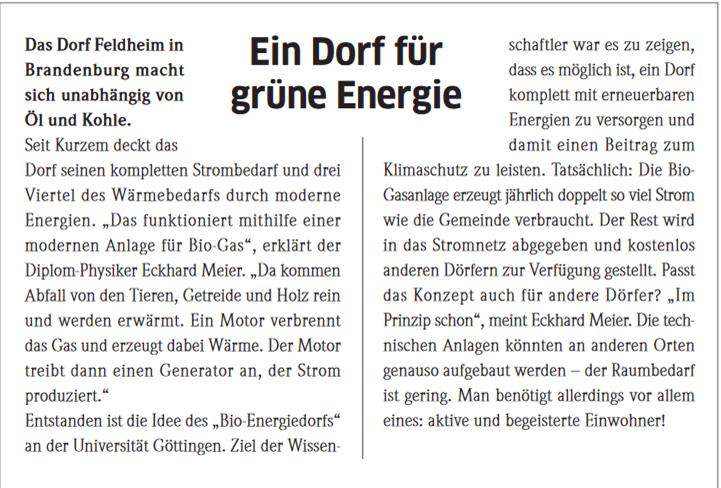 Ein Dorf für
grüne Energie
Das Dorf Feldheim in
Brandenburg macht
sich unabhängig von
Öl und Kohle.
Seit Kurzem deckt das
Dorf seinen kompletten Strombedarf und drei
Viertel des Wärmebedarfs durch moderne
Energien. „Das funktioniert mithilfe einer
modernen Anlage für Bio-Gas“, erklärt der
Diplom-Physiker Eckhard Meier. „Da kommen
Abfall von den Tieren, Getreide und Holz rein
und werden erwärmt. Ein Motor verbrennt
das Gas und erzeugt dabei Wärme. Der Motor
treibt dann einen Generator an, der Strom
produziert.“
Entstanden ist die Idee des „Bio-Energiedorfs“
an der Universität Göttingen. Ziel der Wissen-
schaftler war es zu zeigen,
dass es möglich ist, ein Dorf
komplett mit erneuerbaren
Energien zu versorgen und
damit einen Beitrag zum
Klimaschutz zu leisten. Tatsächlich: Die Bio-
Gasanlage erzeugt jährlich doppelt so viel Strom
wie die Gemeinde verbraucht. Der Rest wird
in das Stromnetz abgegeben und kostenlos
anderen Dörfern zur Verfügung gestellt. Passt
das Konzept auch für andere Dörfer? „Im
Prinzip schon“, meint Eckhard Meier. Die tech-
nischen Anlagen könnten an anderen Orten
genauso aufgebaut werden – der Raumbedarf
ist gering. Man benötigt allerdings vor allem
eines: aktive und begeisterte Einwohner!